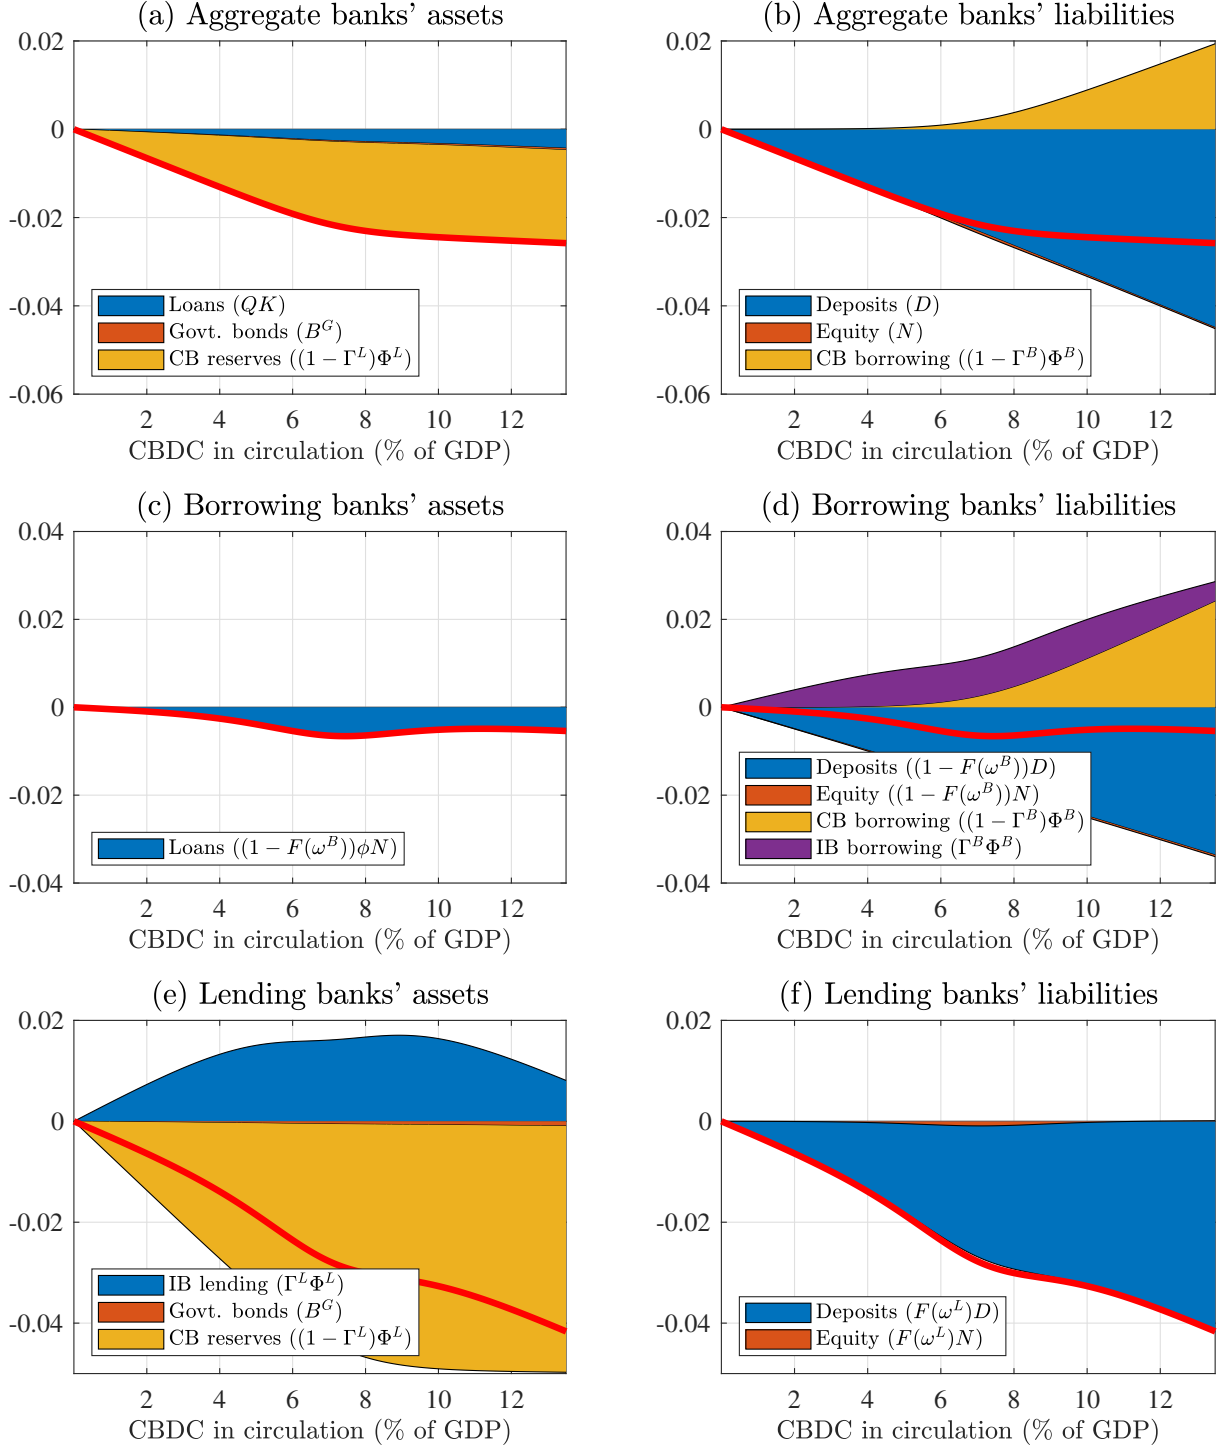 (a) Aggregate banks' assets
0.02
0
-0.02
-0.04
-0.06
Loans (QK)
Govt. bonds (B^G)
CB reserves ((1 − Γ^L)Φ^L)
2 4 6 8 10 12
CBDC in circulation (% of GDP)
(b) Aggregate banks' liabilities
0.02
0
-0.02
-0.04
-0.06
Deposits (D)
Equity (N)
CB borrowing ((1 − Γ^B)Φ^B)
2 4 6 8 10 12
CBDC in circulation (% of GDP)
(c) Borrowing banks' assets
0.04
0.02
0
-0.02
-0.04
Loans ((1 − F(ω^B))ϕN)
2 4 6 8 10 12
CBDC in circulation (% of GDP)
(d) Borrowing banks' liabilities
0.04
0.02
0
-0.02
-0.04
Deposits ((1 − F(ω^B))D)
Equity ((1 − F(ω^B))N)
CB borrowing ((1 − Γ^B)Φ^B)
IB borrowing (Γ^BΦ^B)
2 4 6 8 10 12
CBDC in circulation (% of GDP)
(e) Lending banks' assets
0.02
0
-0.02
-0.04
IB lending (Γ^LΦ^L)
Govt. bonds (B^G)
CB reserves ((1 − Γ^L)Φ^L)
2 4 6 8 10 12
CBDC in circulation (% of GDP)
(f) Lending banks' liabilities
0.02
0
-0.02
-0.04
Deposits (F(ω^L)D)
Equity (F(ω^L)N)
2 4 6 8 10 12
CBDC in circulation (% of GDP)